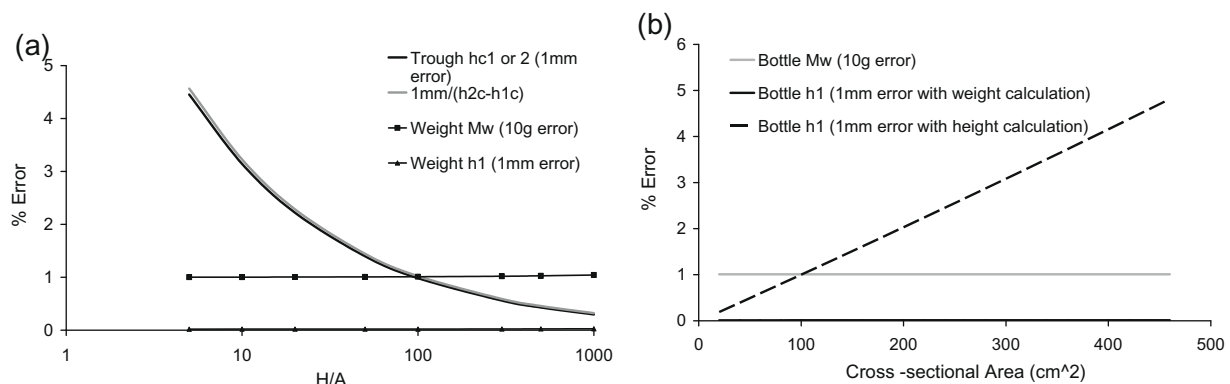 (a)
Trough hc1 or 2 (1mm
error)
1mm/(h2c-h1c)
Weight Mw (10g error)
Weight h1 (1mm error)
% Error
5
4
3
2
1
0
1
10
100
1000
H/A
(b)
Bottle Mw (10g error)
Bottle h1 (1mm error with weight calculation)
Bottle h1 (1mm error with height calculation)
% Error
6
5
4
3
2
1
0
0
100
200
300
400
500
Cross -sectional Area (cm^2)